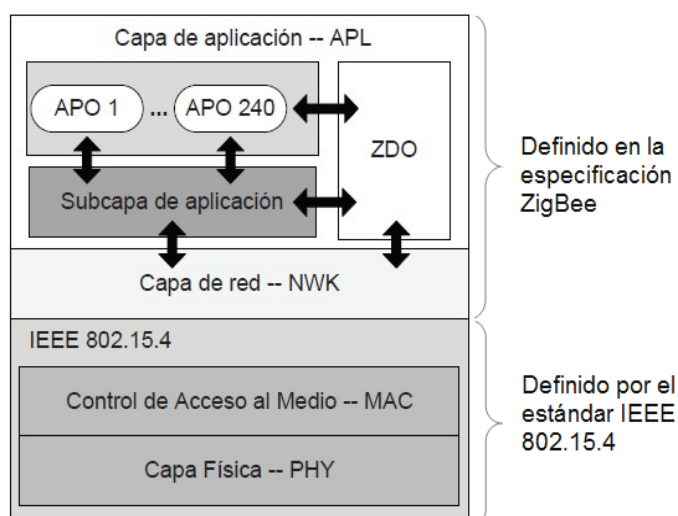 Capa de aplicación -- APL
APO 1 ... APO 240
ZDO
Subcapa de aplicación
Capa de red -- NWK
IEEE 802.15.4
Control de Acceso al Medio -- MAC
Capa Física -- PHY
Definido en la
especificación
ZigBee
Definido por el
estándar IEEE
802.15.4